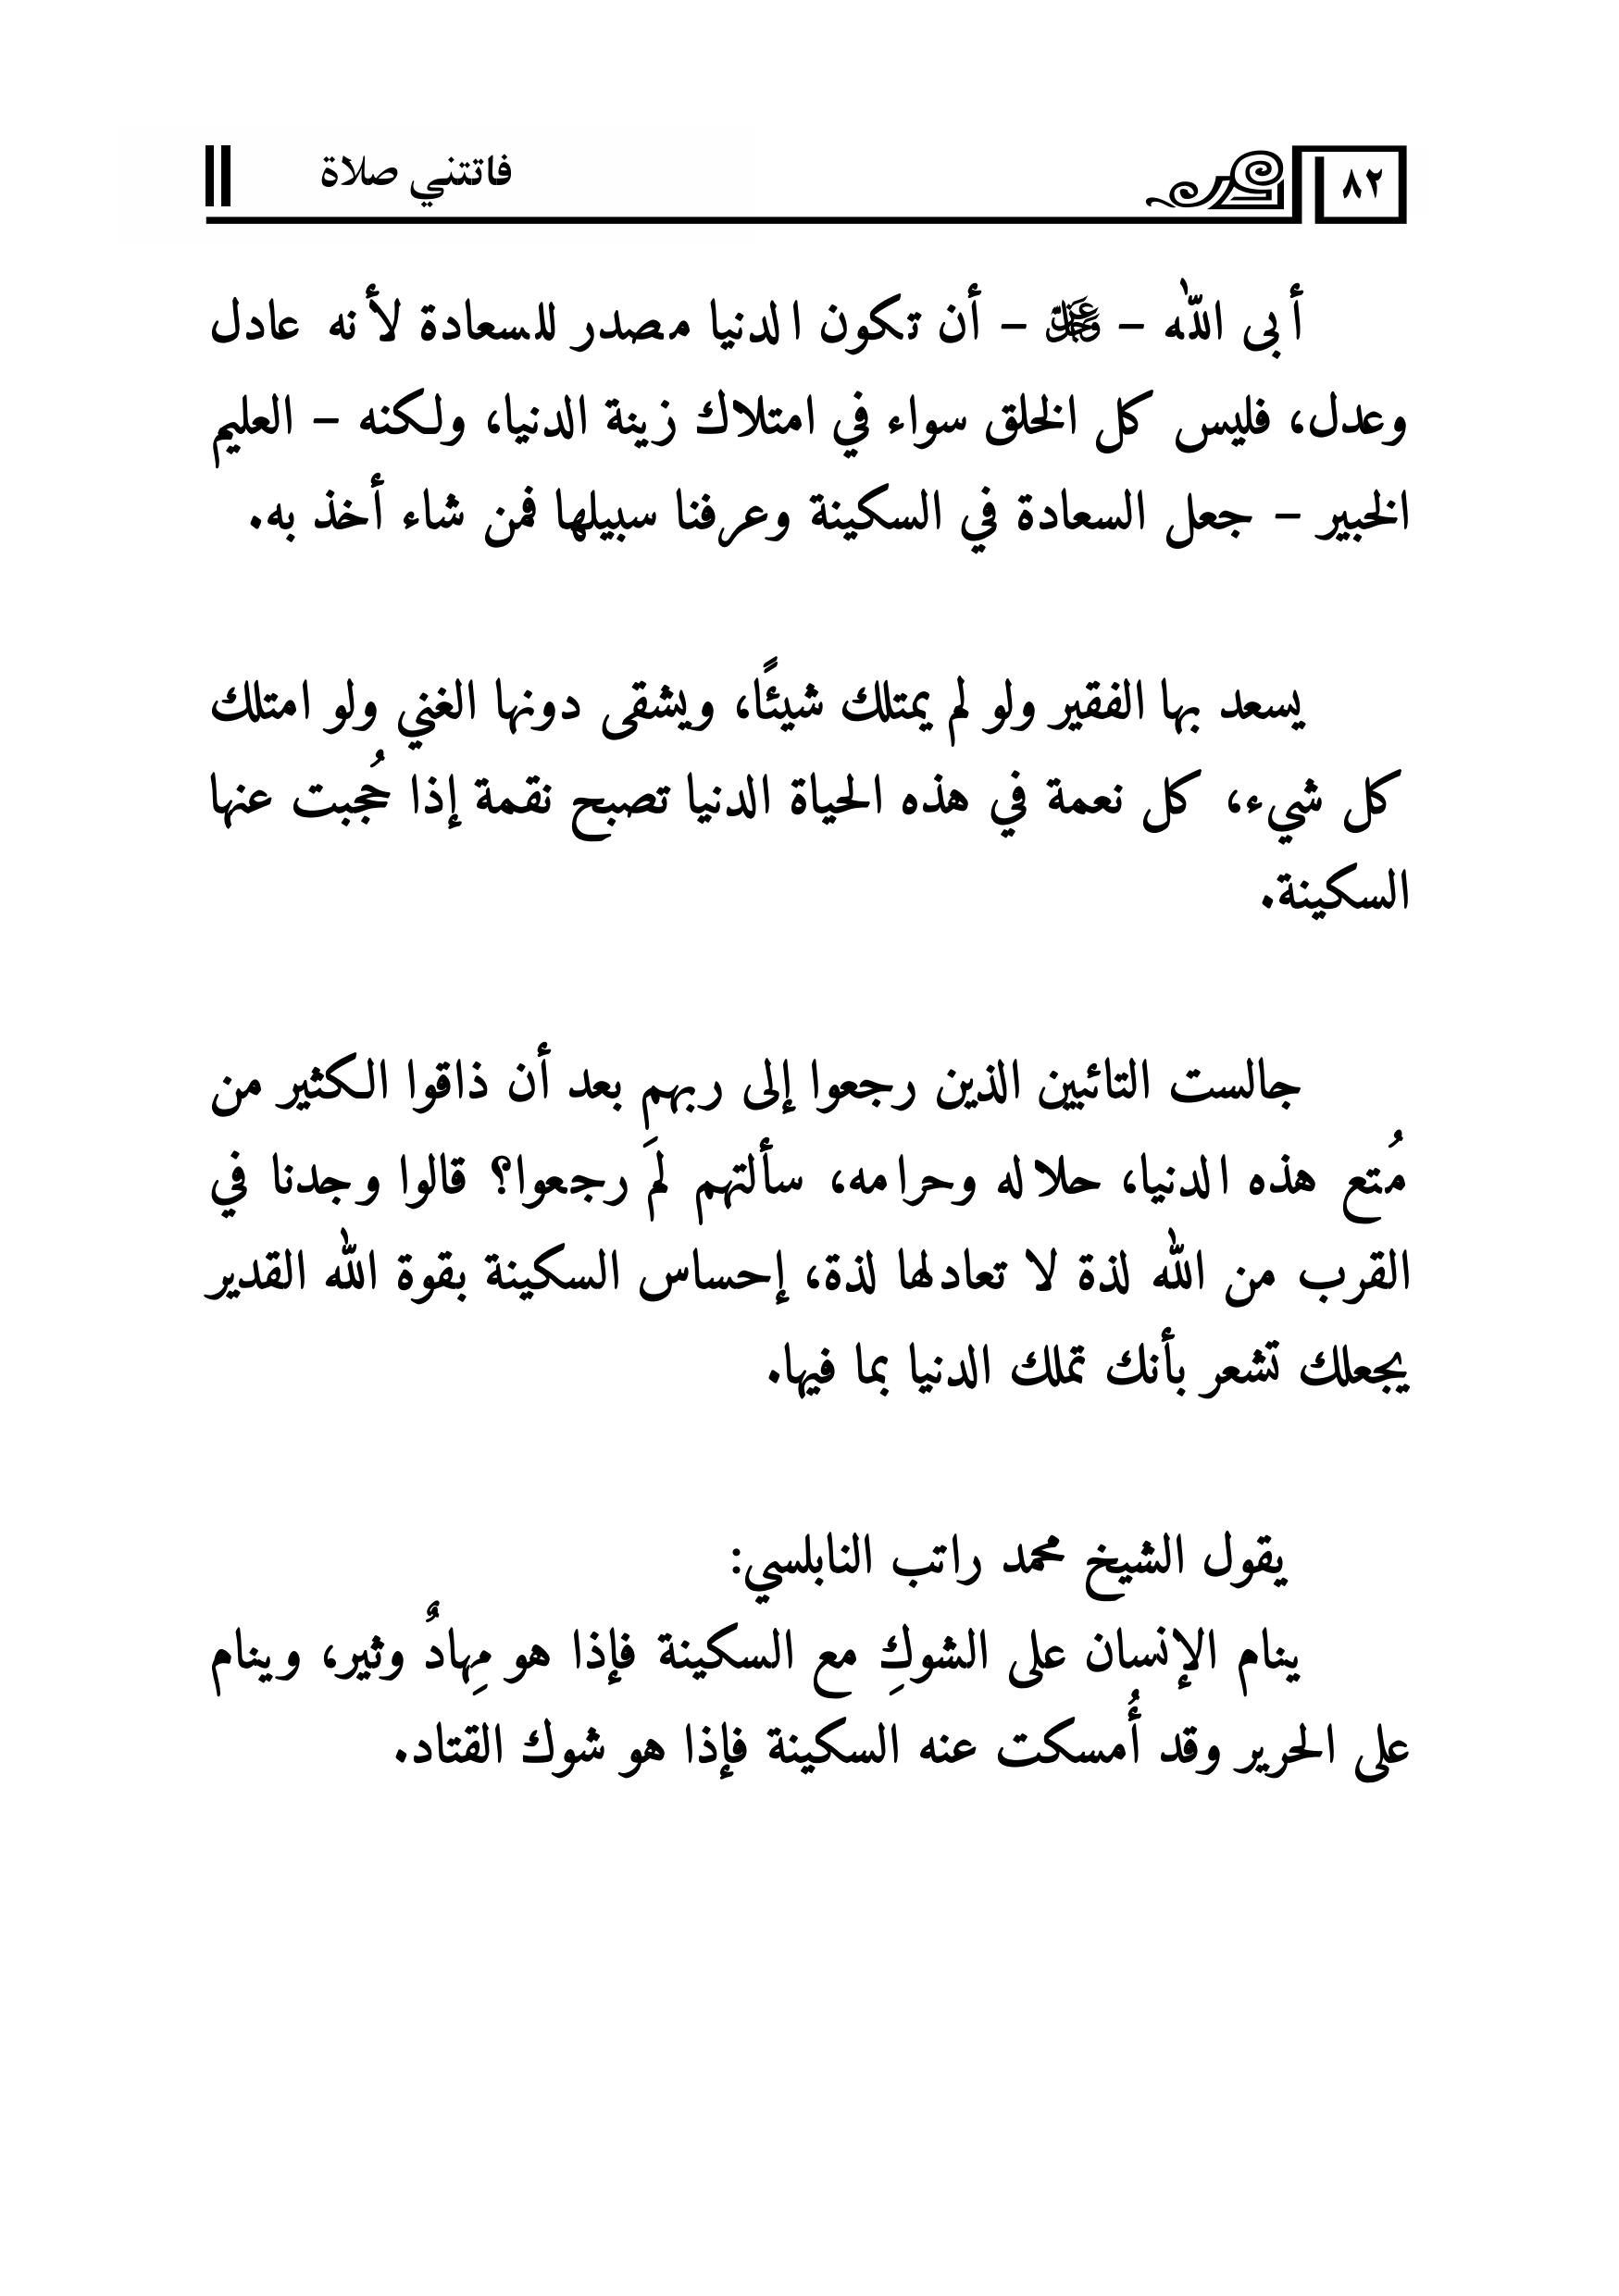 ٨٢
فاتتني صلاة
أبى الله – عَزَّ وَجَلَّ – أن تكون الدنيا مصدر للسعادة لأنه عادل
وعدل، فليس كل الخلق سواء في امتلاك زينة الدنيا، ولكنه – العليم
الخبير – جعل السعادة في السكينة وعرفنا سبيلها فمن شاء أخذ به.
يسعد بها الفقير ولو لم يمتلك شيئًا، ويشقى دونها الغني ولو امتلك
كل شيء، كل نعمة في هذه الحياة الدنيا تصبح نقمة إذا حُجبت عنها
السكينة.
جالست التائبين الذين رجعوا إلى ربهم بعد أن ذاقوا الكثير من
مُتع هذه الدنيا، حلاله وحرامه، سألتهم لِمَ رجعوا؟ قالوا وجدنا في
القرب من الله لذة لا تعادلها لذة، إحساس السكينة بقوة الله القدير
يجعلك تشعر بأنك تملك الدنيا بما فيها.
يقول الشيخ محمد راتب النابلسي:
ينام الإنسان على الشوكِ مع السكينة فإذا هو مِهادٌ وثير، وينام
على الحرير وقد أُمسكت عنه السكينة فإذا هو شوك القتاد.